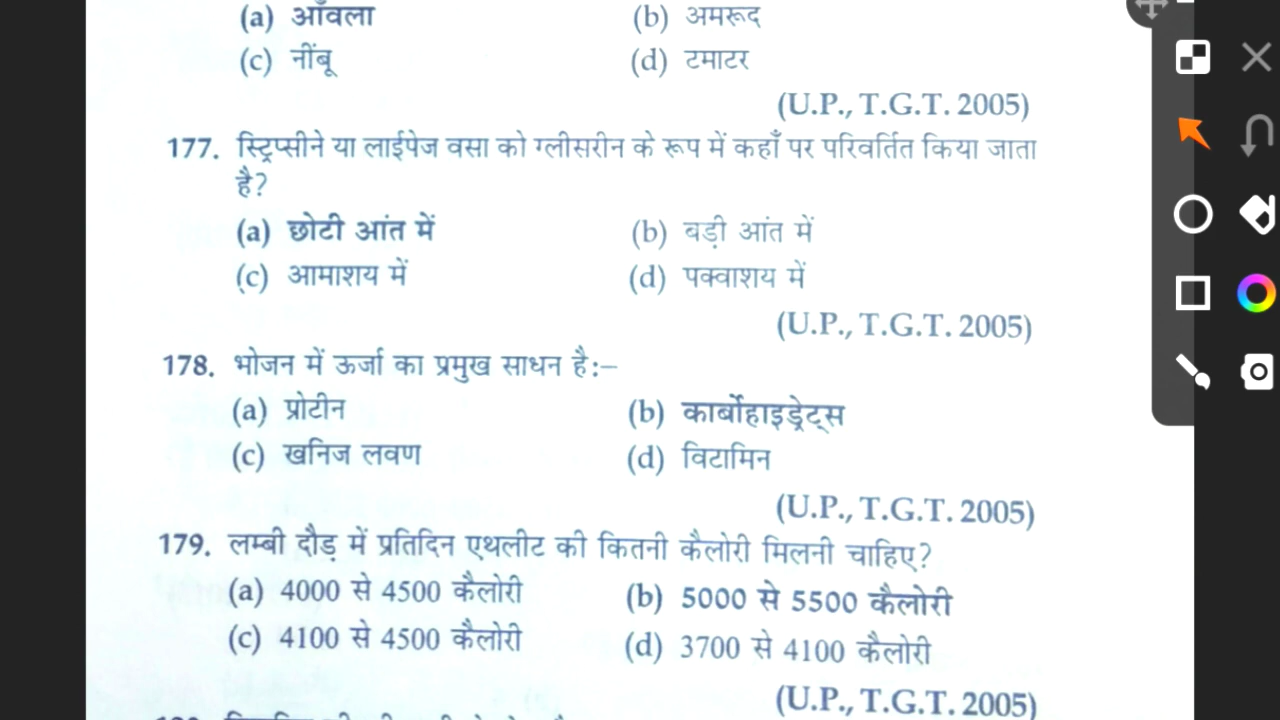 (a) आँवला (b) अमरूद
(c) नींबू (d) टमाटर
(U.P., T.G.T. 2005)
177. स्ट्रिप्सीने या लाईपेज वसा को ग्लीसरीन के रूप में कहाँ पर परिवर्तित किया जाता
है?
(a) छोटी आंत में (b) बड़ी आंत में
(c) आमाशय में (d) पक्वाशय में
(U.P., T.G.T. 2005)
178. भोजन में ऊर्जा का प्रमुख साधन है:–
(a) प्रोटीन (b) कार्बोहाइड्रेट्स
(c) खनिज लवण (d) विटामिन
(U.P., T.G.T. 2005)
179. लम्बी दौड़ में प्रतिदिन एथलीट की कितनी कैलोरी मिलनी चाहिए?
(a) 4000 से 4500 कैलोरी (b) 5000 से 5500 कैलोरी
(c) 4100 से 4500 कैलोरी (d) 3700 से 4100 कैलोरी
(U.P., T.G.T. 2005)